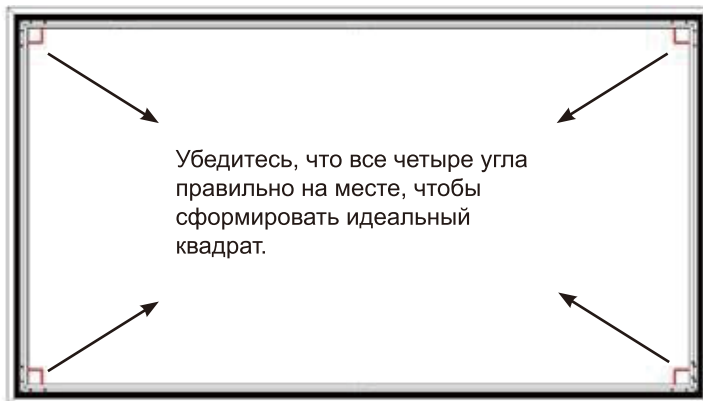 Убедитесь, что все четыре угла
правильно на месте, чтобы
сформировать идеальный
квадрат.